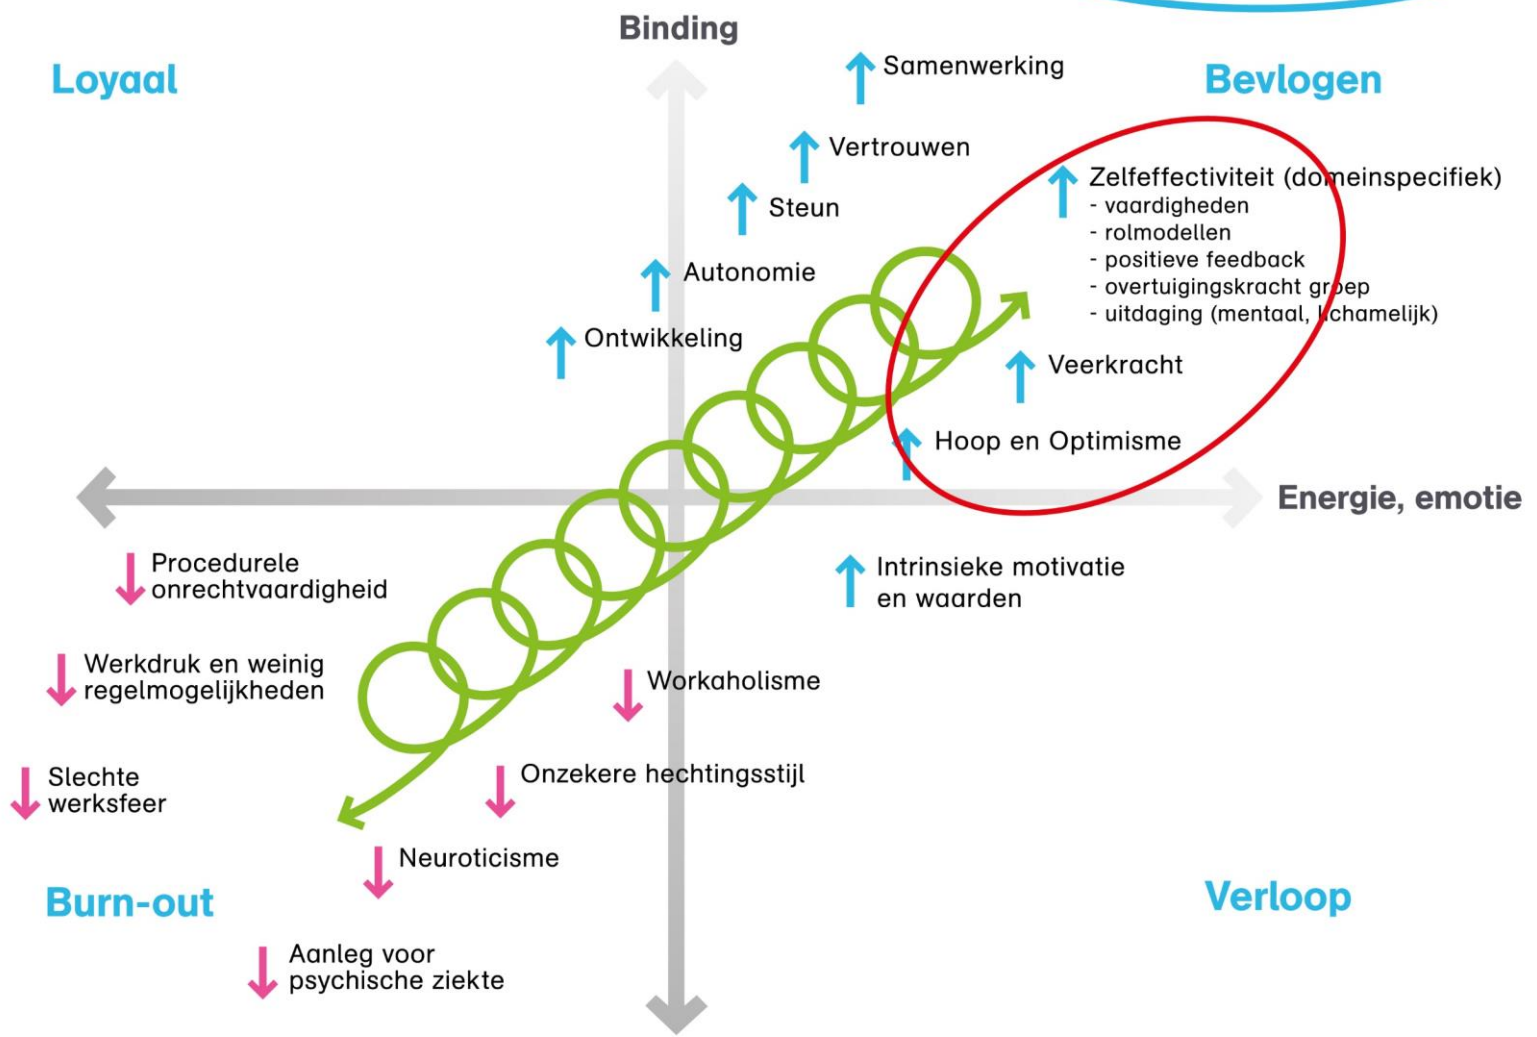 Binding
Loyaal
Bevlogen
Samenwerking
Vertrouwen
Steun
Autonomie
Ontwikkeling
Zelfeffectiviteit (domeinspecifiek)
- vaardigheden
- rolmodellen
- positieve feedback
- overtuigingskracht groep
- uitdaging (mentaal, lichamelijk)
Veerkracht
Hoop en Optimisme
Energie, emotie
Procedurele
onrechtvaardigheid
Intrinsieke motivatie
en waarden
Werkdruk en weinig
regelmogelijkheden
Workaholisme
Slechte
werksfeer
Onzekere hechtingsstijl
Neuroticisme
Burn-out
Verloop
Aanleg voor
psychische ziekte